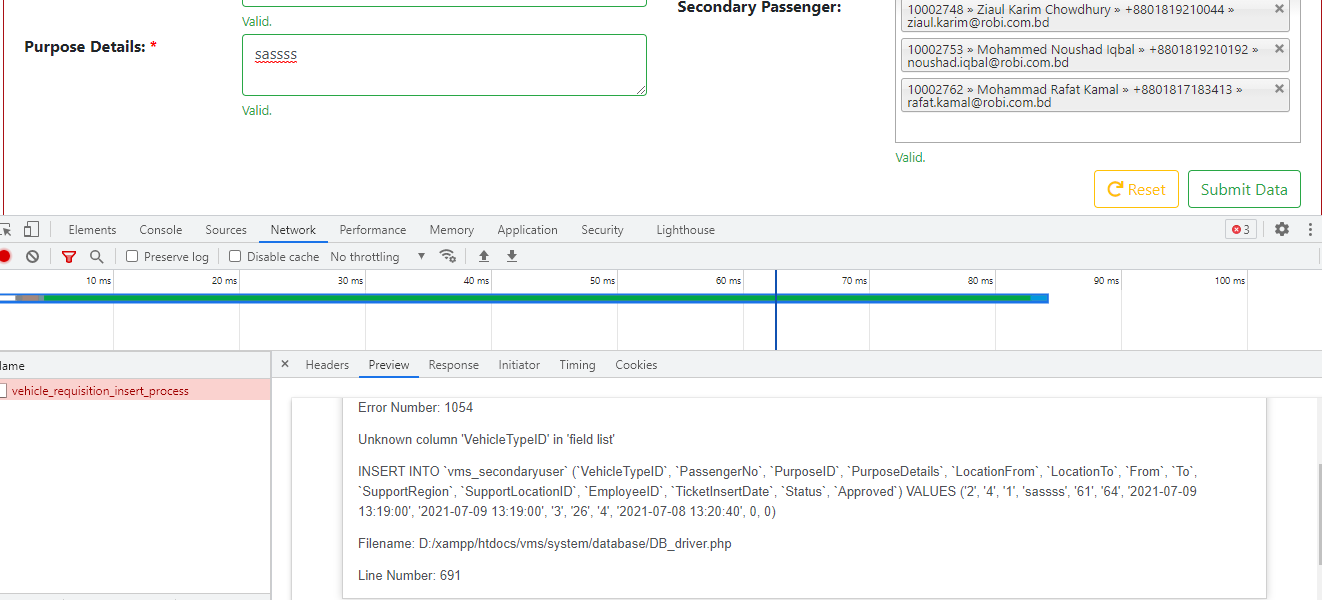 Secondary Passenger:
10002748 » Ziaul Karim Chowdhury » +8801819210044 »
ziaul.karim@robi.com.bd
Valid.
Purpose Details: *
sassss
10002753 » Mohammed Noushad Iqbal » +8801819210192 »
noushad.iqbal@robi.com.bd
10002762 » Mohammad Rafat Kamal » +8801817183413 »
rafat.kamal@robi.com.bd
Valid.
Valid.
Reset Submit Data
Elements Console Sources Network Performance Memory Application Security Lighthouse 3
Preserve log Disable cache No throttling
10 ms 20 ms 30 ms 40 ms 50 ms 60 ms 70 ms 80 ms 90 ms 100 ms
ame × Headers Preview Response Initiator Timing Cookies
vehicle_requisition_insert_process
Error Number: 1054
Unknown column 'VehicleTypeID' in 'field list'
INSERT INTO `vms_secondaryuser` (`VehicleTypeID`, `PassengerNo`, `PurposeID`, `PurposeDetails`, `LocationFrom`, `LocationTo`, `From`, `To`,
`SupportRegion`, `SupportLocationID`, `EmployeeID`, `TicketInsertDate`, `Status`, `Approved`) VALUES ('2', '4', '1', 'sassss', '61', '64', '2021-07-09
13:19:00', '2021-07-09 13:19:00', '3', '26', '4', '2021-07-08 13:20:40', 0, 0)
Filename: D:/xampp/htdocs/vms/system/database/DB_driver.php
Line Number: 691